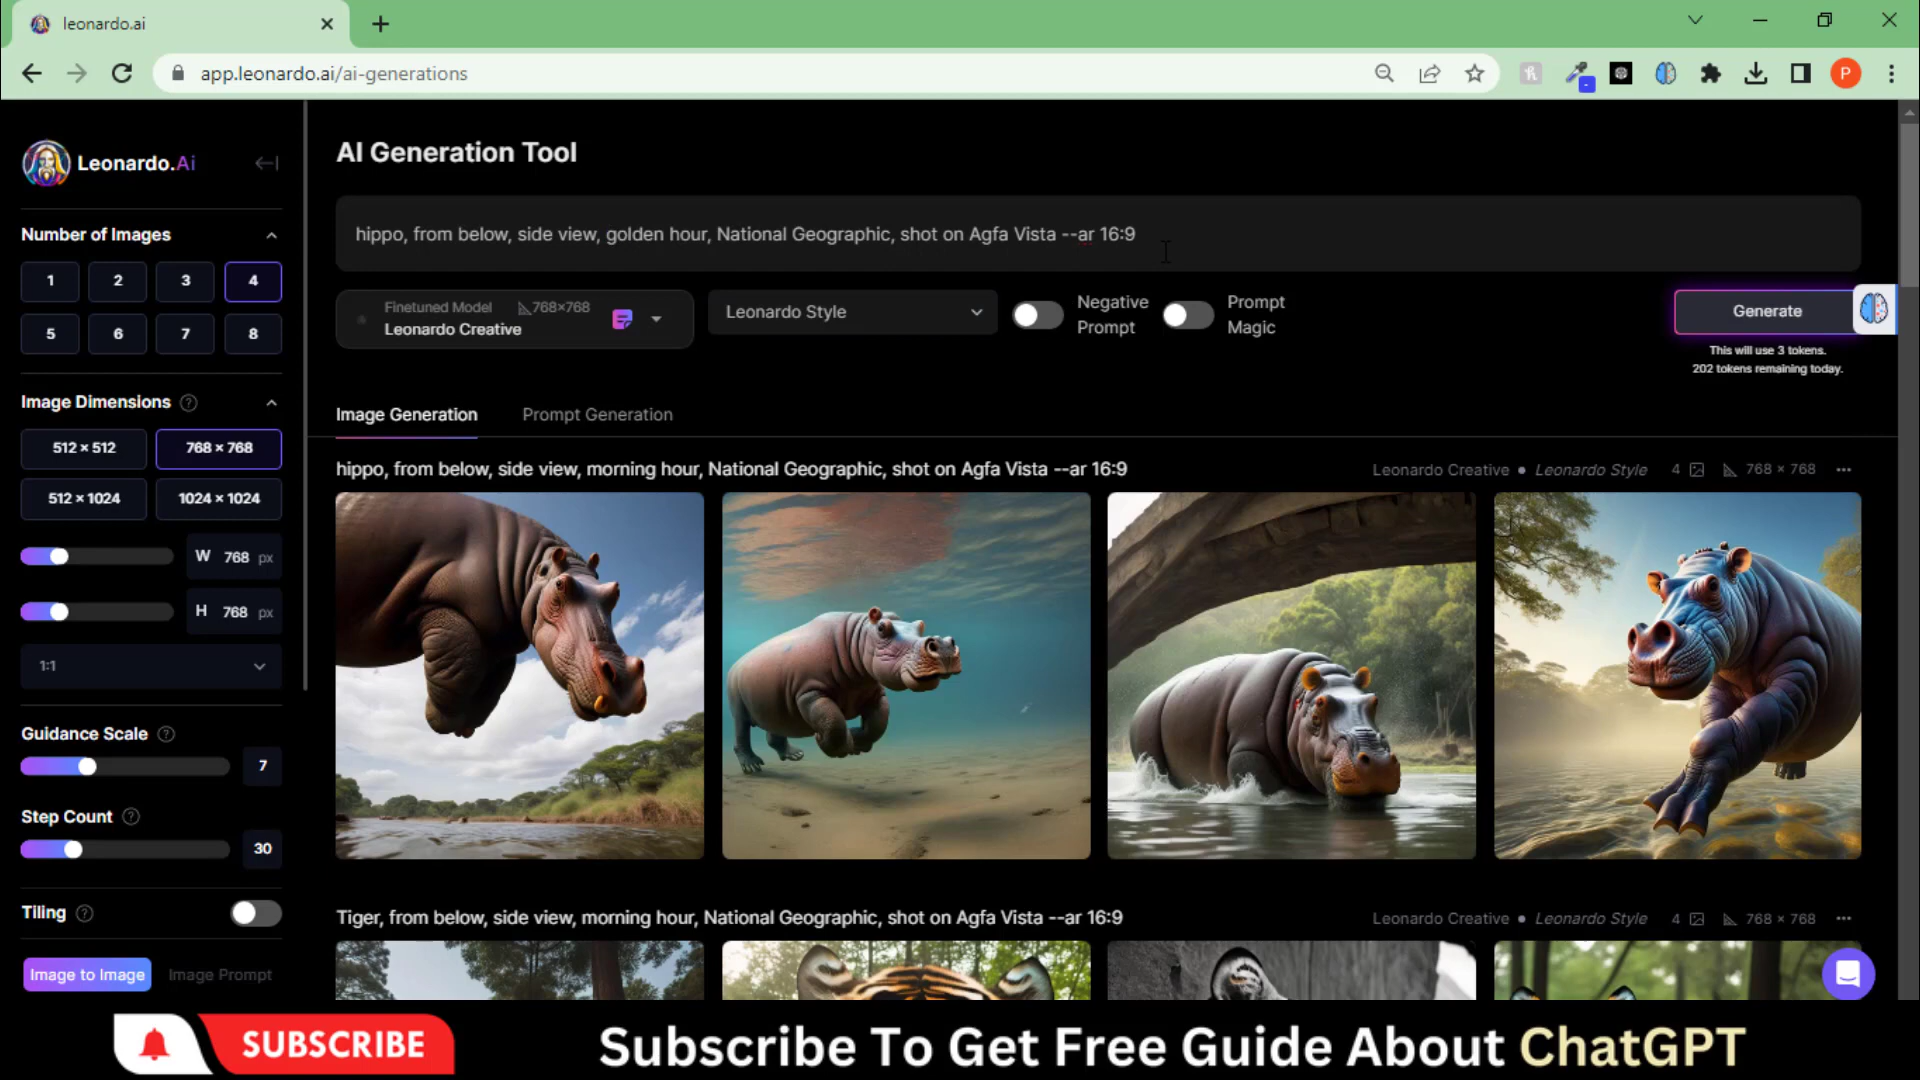 leonardo.ai
app.leonardo.ai/ai-generations
P
Leonardo.Ai
Number of Images
1 2 3 4
5 6 7 8
Image Dimensions
512 × 512 768 × 768
512 × 1024 1024 × 1024
W 768 px
H 768 px
1:1
Guidance Scale
7
Step Count
30
Tiling
Image to Image Image Prompt
AI Generation Tool
hippo, from below, side view, golden hour, National Geographic, shot on Agfa Vista --ar 16:9
Finetuned Model 768×768
Leonardo Creative
Leonardo Style
Negative
Prompt
Prompt
Magic
Generate
This will use 3 tokens.
202 tokens remaining today.
Image Generation Prompt Generation
hippo, from below, side view, morning hour, National Geographic, shot on Agfa Vista --ar 16:9
Leonardo Creative ● Leonardo Style 4 768 × 768
Tiger, from below, side view, morning hour, National Geographic, shot on Agfa Vista --ar 16:9
Leonardo Creative ● Leonardo Style 4 768 × 768
SUBSCRIBE
Subscribe To Get Free Guide About ChatGPT